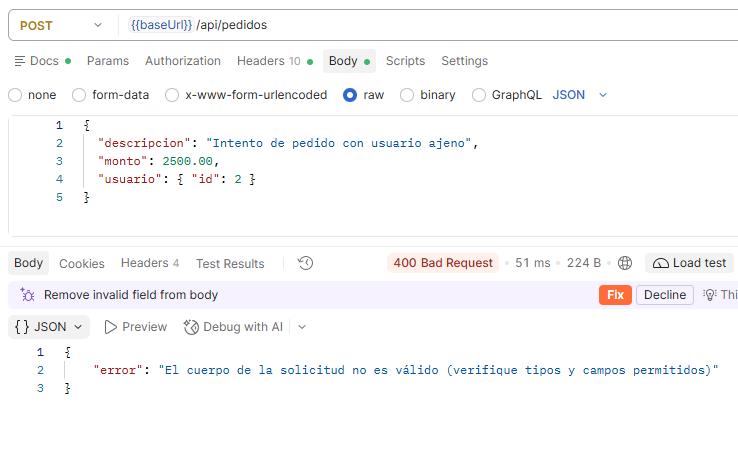 POST {{baseUrl}} /api/pedidos
Docs Params Authorization Headers 10 Body Scripts Settings
none form-data x-www-form-urlencoded raw binary GraphQL JSON
1 {
2 "descripcion": "Intento de pedido con usuario ajeno",
3 "monto": 2500.00,
4 "usuario": { "id": 2 }
5 }
Body Cookies Headers 4 Test Results 400 Bad Request • 51 ms • 224 B • Load test
Remove invalid field from body Fix Decline Thi
{} JSON Preview Debug with AI
1 {
2 "error": "El cuerpo de la solicitud no es válido (verifique tipos y campos permitidos)"
3 }